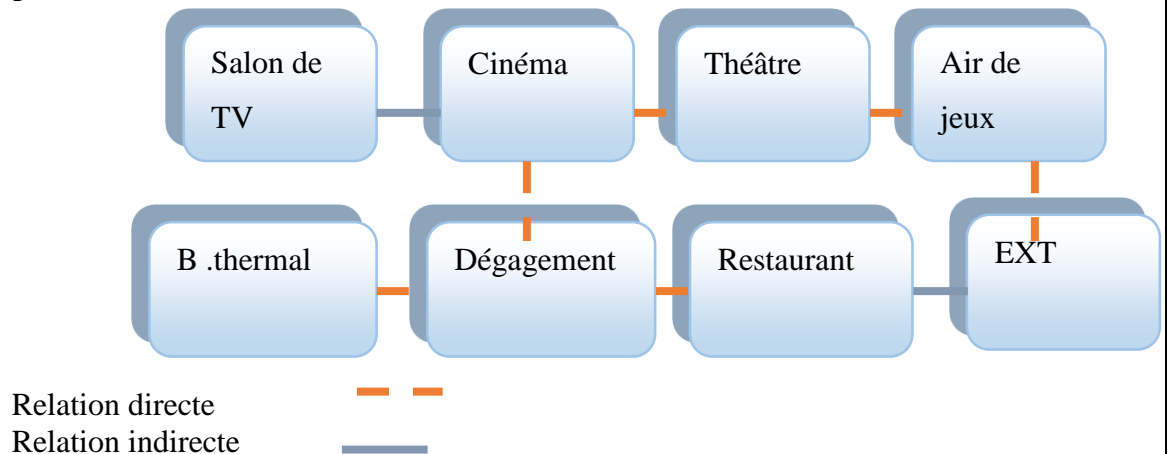 Salon de
TV
Cinéma
Théâtre
Air de
jeux
B .thermal
Dégagement
Restaurant
EXT
Relation directe
Relation indirecte